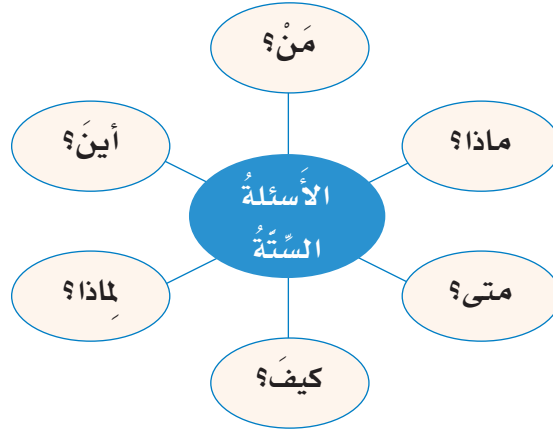 مَنْ؟
ماذا؟
أينَ؟
الأَسئلةُ
السِّتَّةُ
متى؟
لِماذا؟
كيفَ؟